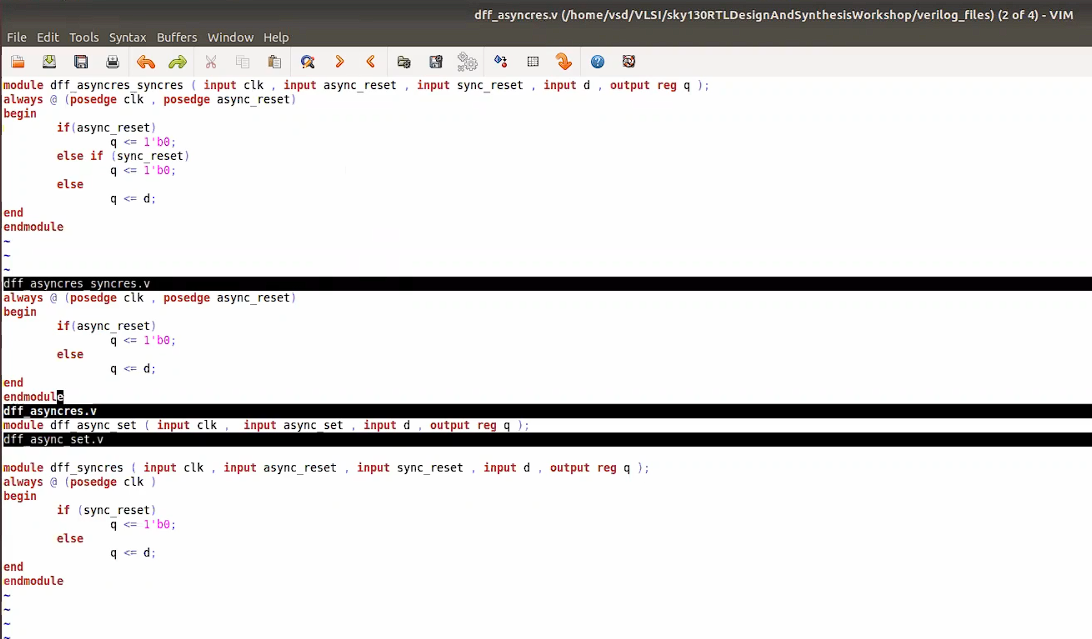 dff_asyncres.v (/home/vsd/VLSI/sky130RTLDesignAndSynthesisWorkshop/verilog_files) (2 of 4) - VIM
File Edit Tools Syntax Buffers Window Help
module dff_asyncres_syncres ( input clk , input async_reset , input sync_reset , input d , output reg q );
always @ (posedge clk , posedge async_reset)
begin
if(async_reset)
q <= 1'b0;
else if (sync_reset)
q <= 1'b0;
else
q <= d;
end
endmodule
~
~
~
dff_asyncres_syncres.v
always @ (posedge clk , posedge async_reset)
begin
if(async_reset)
q <= 1'b0;
else
q <= d;
end
endmodule
dff_asyncres.v
module dff_async_set ( input clk ,  input async_set , input d , output reg q );
dff_async_set.v
module dff_syncres ( input clk , input async_reset , input sync_reset , input d , output reg q );
always @ (posedge clk )
begin
if (sync_reset)
q <= 1'b0;
else
q <= d;
end
endmodule
~
~
~
~